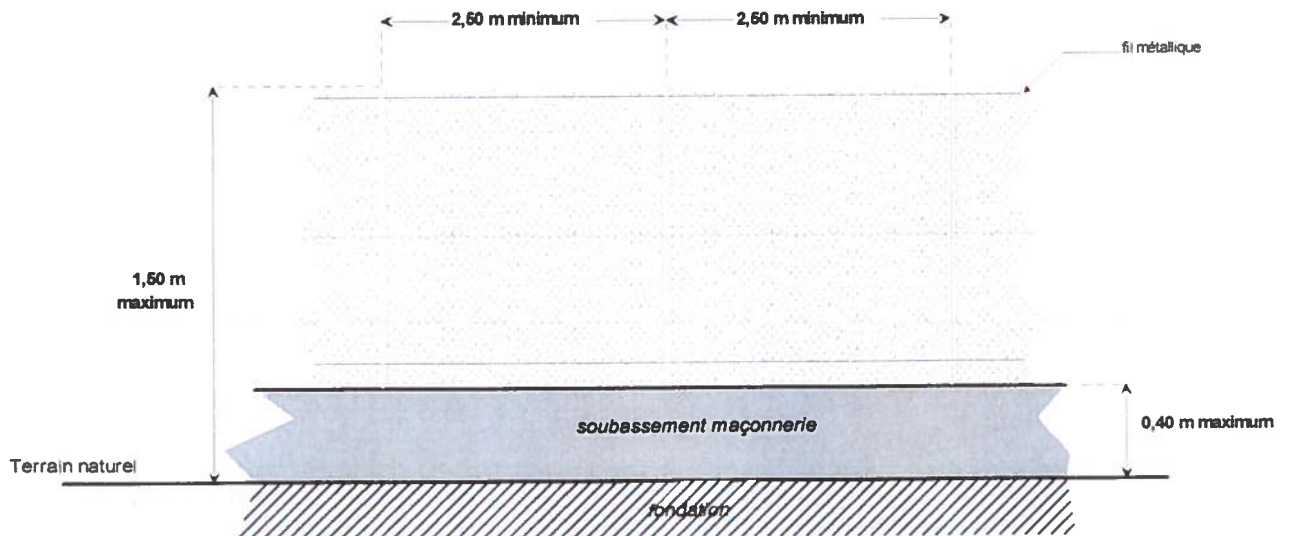 2,50 m minimum
2,50 m minimum
fil métallique
1,50 m
maximum
soubassement maçonnerie
0,40 m maximum
Terrain naturel
fondation